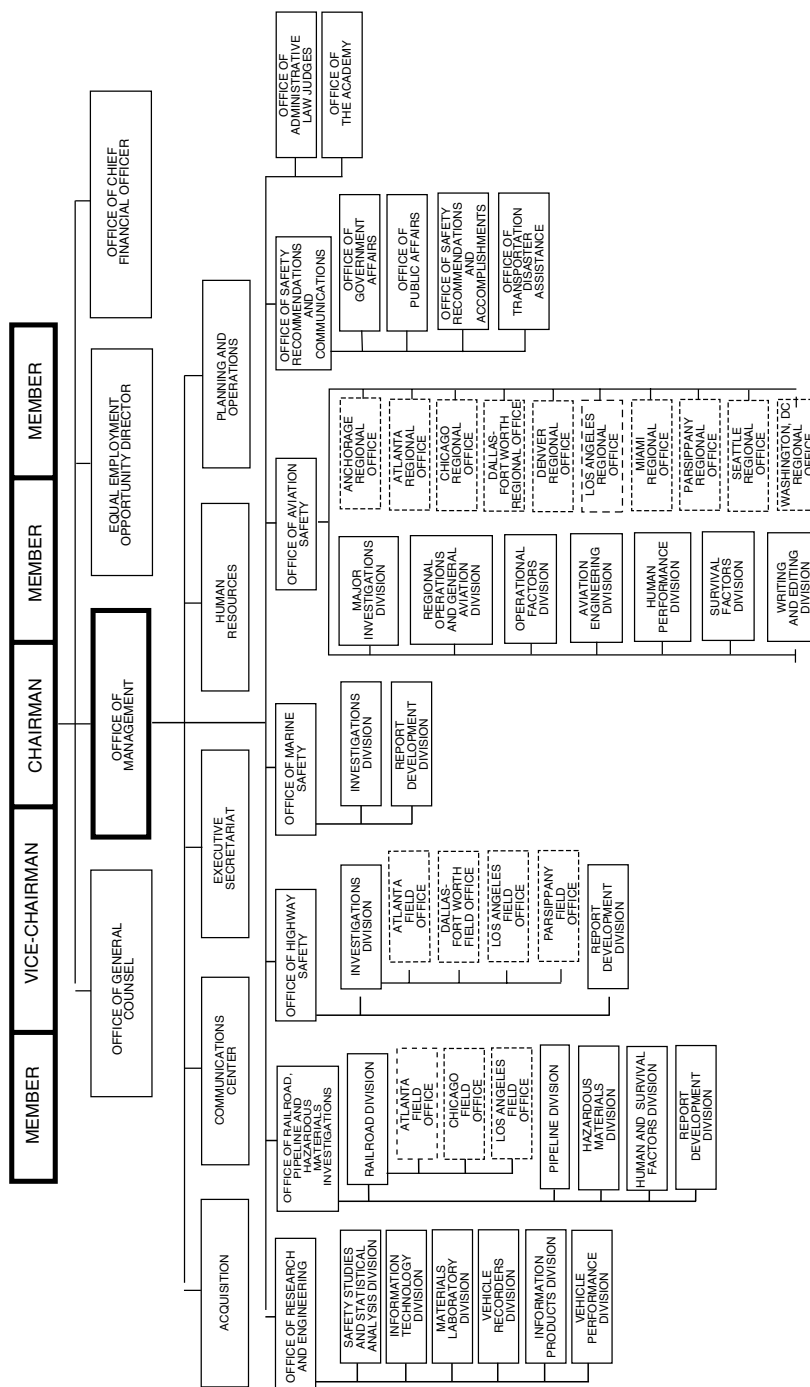 MEMBER
VICE-CHAIRMAN
CHAIRMAN
MEMBER
MEMBER
OFFICE OF GENERAL
COUNSEL
OFFICE OF
MANAGEMENT
EQUAL EMPLOYMENT
OPPORTUNITY DIRECTOR
OFFICE OF CHIEF
FINANCIAL OFFICER
ACQUISITION
COMMUNICATIONS
CENTER
EXECUTIVE
SECRETARIAT
HUMAN
RESOURCES
PLANNING AND
OPERATIONS
OFFICE OF RESEARCH
AND ENGINEERING
SAFETY STUDIES
AND STATISTICAL
ANALYSIS DIVISION
INFORMATION
TECHNOLOGY
DIVISION
MATERIALS
LABORATORY
DIVISION
VEHICLE
RECORDERS
DIVISION
INFORMATION
PRODUCTS DIVISION
VEHICLE
PERFORMANCE
DIVISION
OFFICE OF RAILROAD,
PIPELINE AND
HAZARDOUS
MATERIALS
INVESTIGATIONS
RAILROAD DIVISION
ATLANTA
FIELD
OFFICE
CHICAGO
FIELD
OFFICE
LOS ANGELES
FIELD
OFFICE
PIPELINE DIVISION
HAZARDOUS
MATERIALS
DIVISION
HUMAN AND SURVIVAL
FACTORS DIVISION
REPORT
DEVELOPMENT
DIVISION
OFFICE OF HIGHWAY
SAFETY
INVESTIGATIONS
DIVISION
ATLANTA
FIELD
OFFICE
DALLAS-
FORT WORTH
FIELD OFFICE
LOS ANGELES
FIELD
OFFICE
PARSIPPANY
FIELD
OFFICE
REPORT
DEVELOPMENT
DIVISION
OFFICE OF MARINE
SAFETY
INVESTIGATIONS
DIVISION
REPORT
DEVELOPMENT
DIVISION
OFFICE OF AVIATION
SAFETY
MAJOR
INVESTIGATIONS
DIVISION
REGIONAL
OPERATIONS
AND GENERAL
AVIATION
DIVISION
OPERATIONAL
FACTORS
DIVISION
AVIATION
ENGINEERING
DIVISION
HUMAN
PERFORMANCE
DIVISION
SURVIVAL
FACTORS
DIVISION
WRITING
AND EDITING
DIVISION
ANCHORAGE
REGIONAL
OFFICE
ATLANTA
REGIONAL
OFFICE
CHICAGO
REGIONAL
OFFICE
DALLAS-
FORT WORTH
REGIONAL OFFICE
DENVER
REGIONAL
OFFICE
LOS ANGELES
REGIONAL
OFFICE
MIAMI
REGIONAL
OFFICE
PARSIPPANY
REGIONAL
OFFICE
SEATTLE
REGIONAL
OFFICE
WASHINGTON, DC
REGIONAL
OFFICE
OFFICE OF SAFETY
RECOMMENDATIONS
AND
COMMUNICATIONS
OFFICE OF
GOVERNMENT
AFFAIRS
OFFICE OF
PUBLIC AFFAIRS
OFFICE OF SAFETY
RECOMMENDATIONS
AND
ACCOMPLISHMENTS
OFFICE OF
TRANSPORTATION
DISASTER
ASSISTANCE
OFFICE OF
ADMINISTRATIVE
LAW JUDGES
OFFICE OF
THE ACADEMY